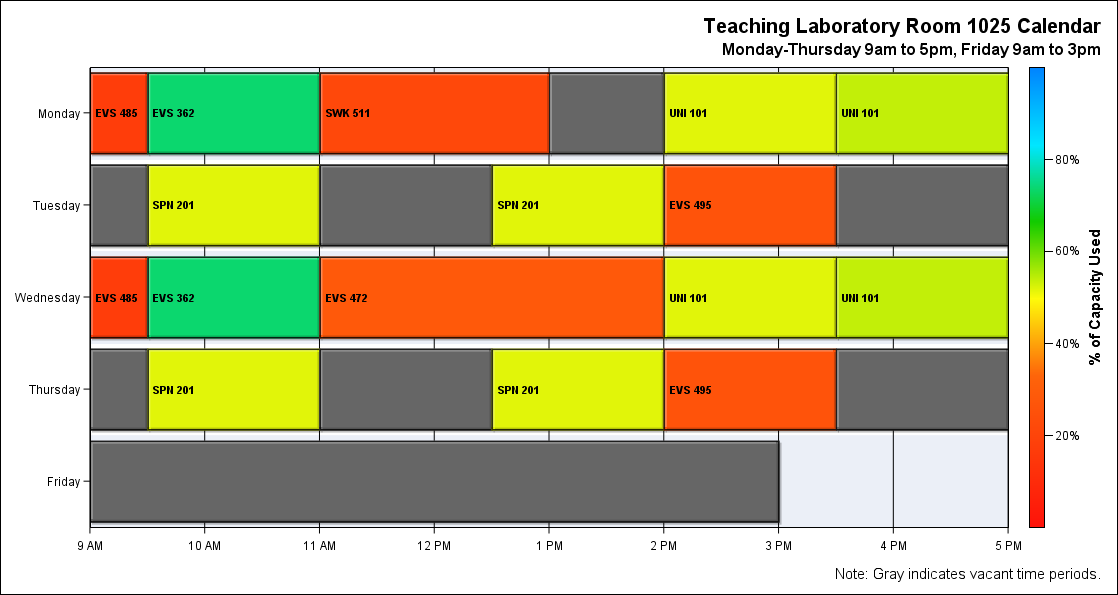 Teaching Laboratory Room 1025 Calendar
Monday-Thursday 9am to 5pm, Friday 9am to 3pm
Monday
EVS 485
EVS 362
SWK 511
UNI 101
UNI 101
Tuesday
SPN 201
SPN 201
EVS 495
Wednesday
EVS 485
EVS 362
EVS 472
UNI 101
UNI 101
Thursday
SPN 201
SPN 201
EVS 495
Friday
9 AM
10 AM
11 AM
12 PM
1 PM
2 PM
3 PM
4 PM
5 PM
80%
60%
40%
20%
% of Capacity Used
Note: Gray indicates vacant time periods.